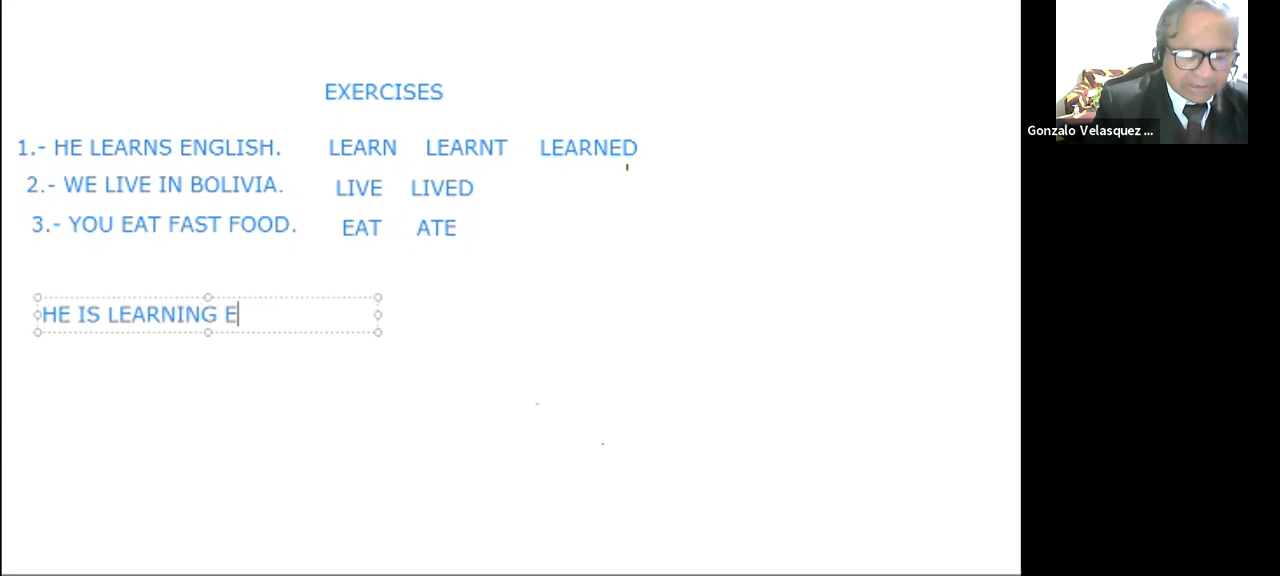 EXERCISES
1.- HE LEARNS ENGLISH. LEARN LEARNT LEARNED
2.- WE LIVE IN BOLIVIA. LIVE LIVED
3.- YOU EAT FAST FOOD. EAT ATE
HE IS LEARNING E
Gonzalo Velasquez ...